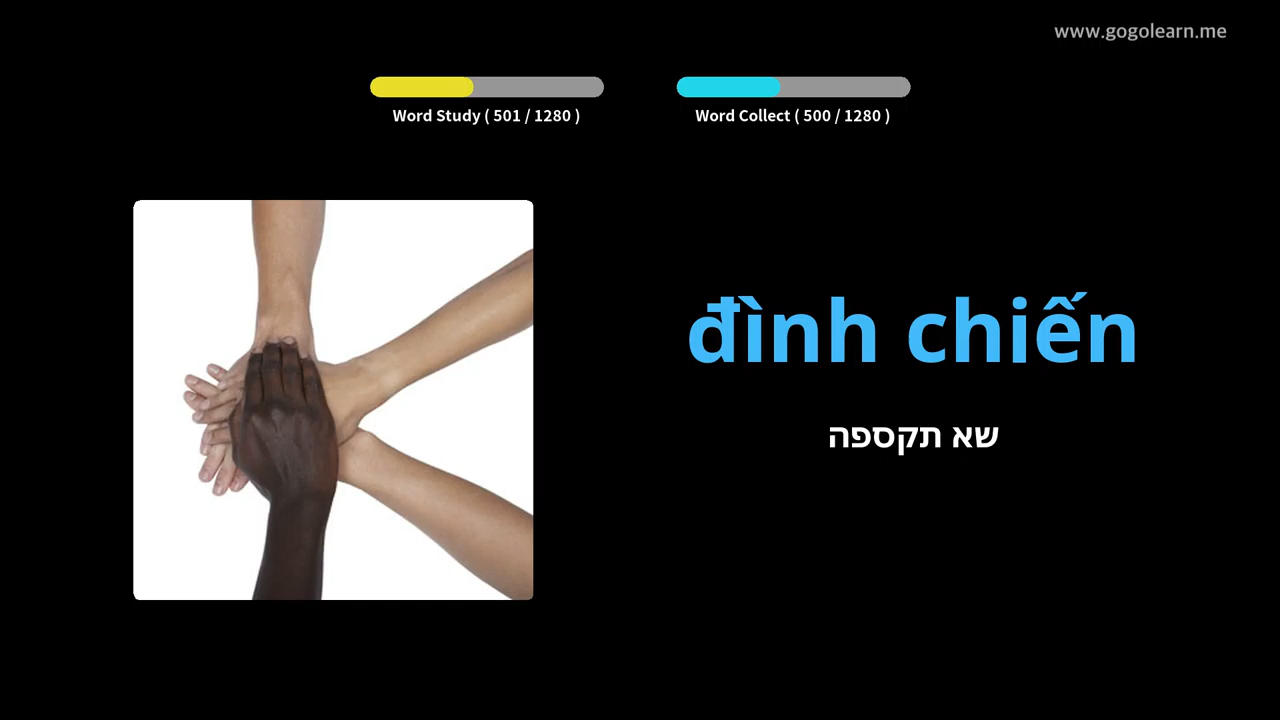 www.gogolearn.me
Word Study ( 501 / 1280 )
Word Collect ( 500 / 1280 )
đình chiến
שא תקספה